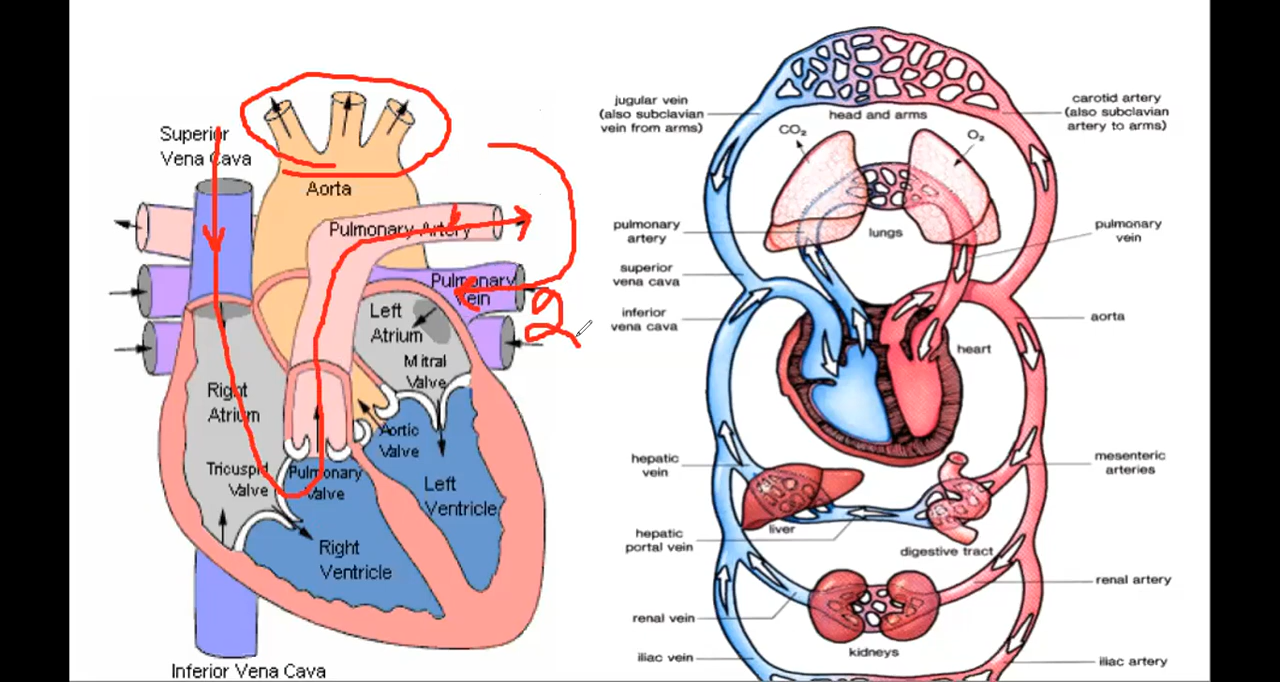 Superior
Vena Cava
Aorta
Pulmonary Artery
Pulmonary
Vein
Left
Atrium
Mitral
Valve
Right
Atrium
Aortic
Valve
Tricuspid
Valve
Pulmonary
Valve
Left
Ventricle
Right
Ventricle
Inferior Vena Cava
jugular vein
(also subclavian
vein from arms)
head and arms
carotid artery
(also subclavian
artery to arms)
CO₂
O₂
pulmonary
artery
lungs
pulmonary
vein
superior
vena cava
inferior
vena cava
aorta
heart
hepatic
vein
mesenteric
arteries
liver
hepatic
portal vein
digestive tract
renal artery
renal vein
kidneys
iliac vein
iliac artery